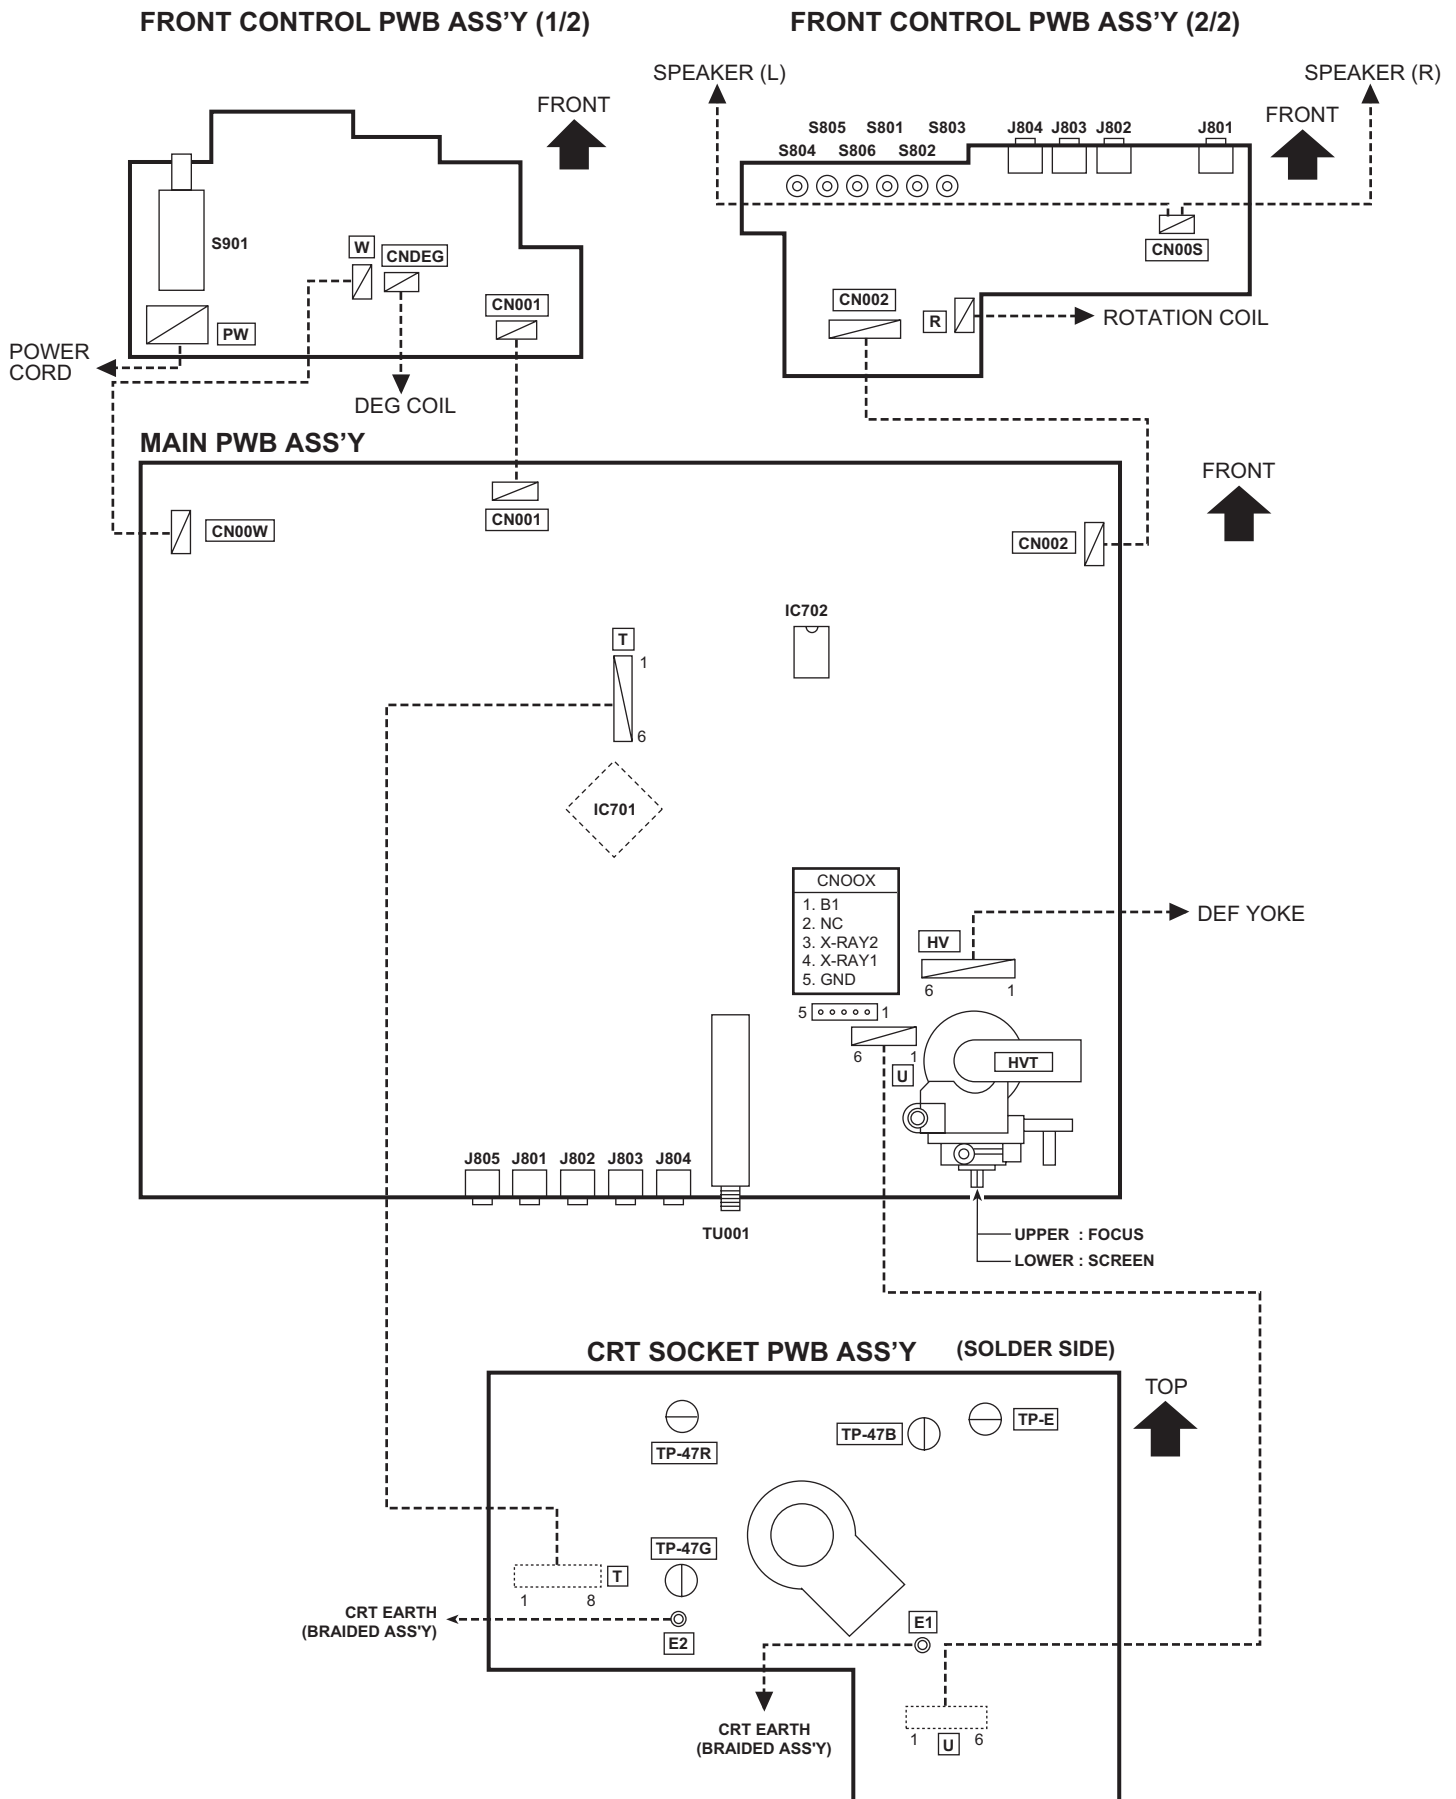 FRONT CONTROL PWB ASS'Y (1/2)
FRONT CONTROL PWB ASS'Y (2/2)
SPEAKER (L)
SPEAKER (R)
FRONT
FRONT
S805 S801 S803
S804 S806 S802
J804 J803 J802 J801
S901
W
CNDEG
CN00S
CN001
CN002
R
ROTATION COIL
PW
POWER
CORD
DEG COIL
MAIN PWB ASS'Y
FRONT
CN00W
CN001
CN002
IC702
T
1
6
IC701
CNOOX
1. B1
2. NC
3. X-RAY2
4. X-RAY1
5. GND
DEF YOKE
HV
6 1
5 1
6 1
U
HVT
J805 J801 J802 J803 J804
TU001
UPPER : FOCUS
LOWER : SCREEN
CRT SOCKET PWB ASS'Y (SOLDER SIDE)
TOP
TP-47R
TP-47B
TP-E
TP-47G
T
1 8
CRT EARTH
(BRAIDED ASS'Y)
E2
E1
CRT EARTH
(BRAIDED ASS'Y)
1 U 6